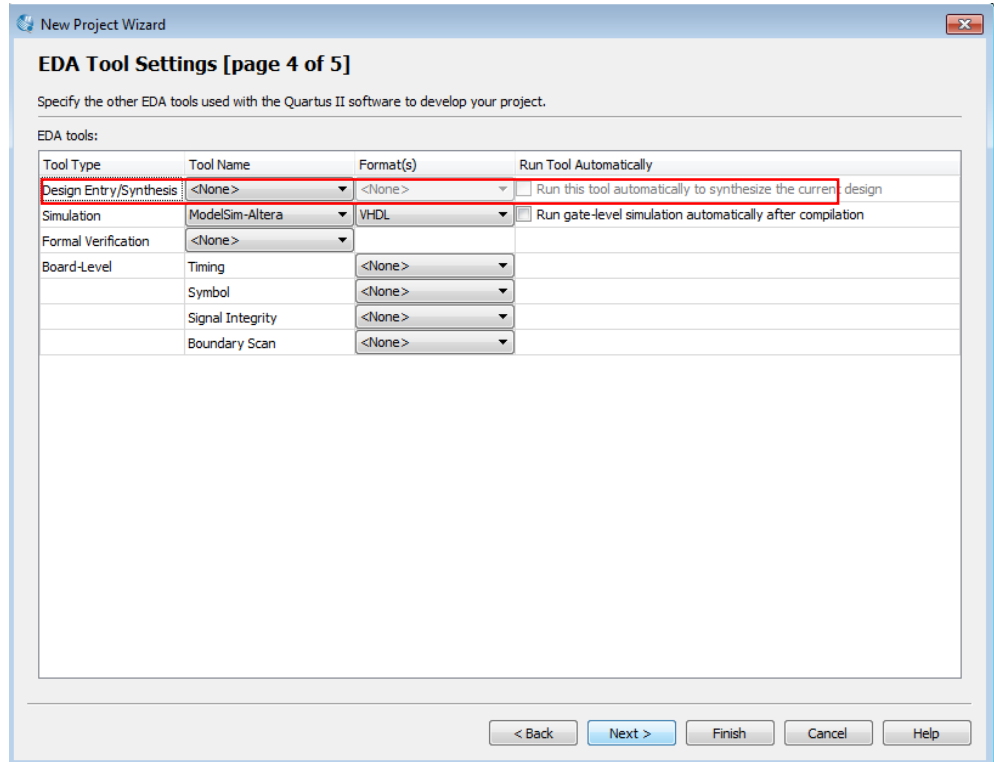 New Project Wizard
EDA Tool Settings [page 4 of 5]
Specify the other EDA tools used with the Quartus II software to develop your project.
EDA tools:
Tool Type Tool Name Format(s) Run Tool Automatically
Design Entry/Synthesis <None> <None> Run this tool automatically to synthesize the current design
Simulation ModelSim-Altera VHDL Run gate-level simulation automatically after compilation
Formal Verification <None>
Board-Level Timing <None>
Symbol <None>
Signal Integrity <None>
Boundary Scan <None>
< Back Next > Finish Cancel Help